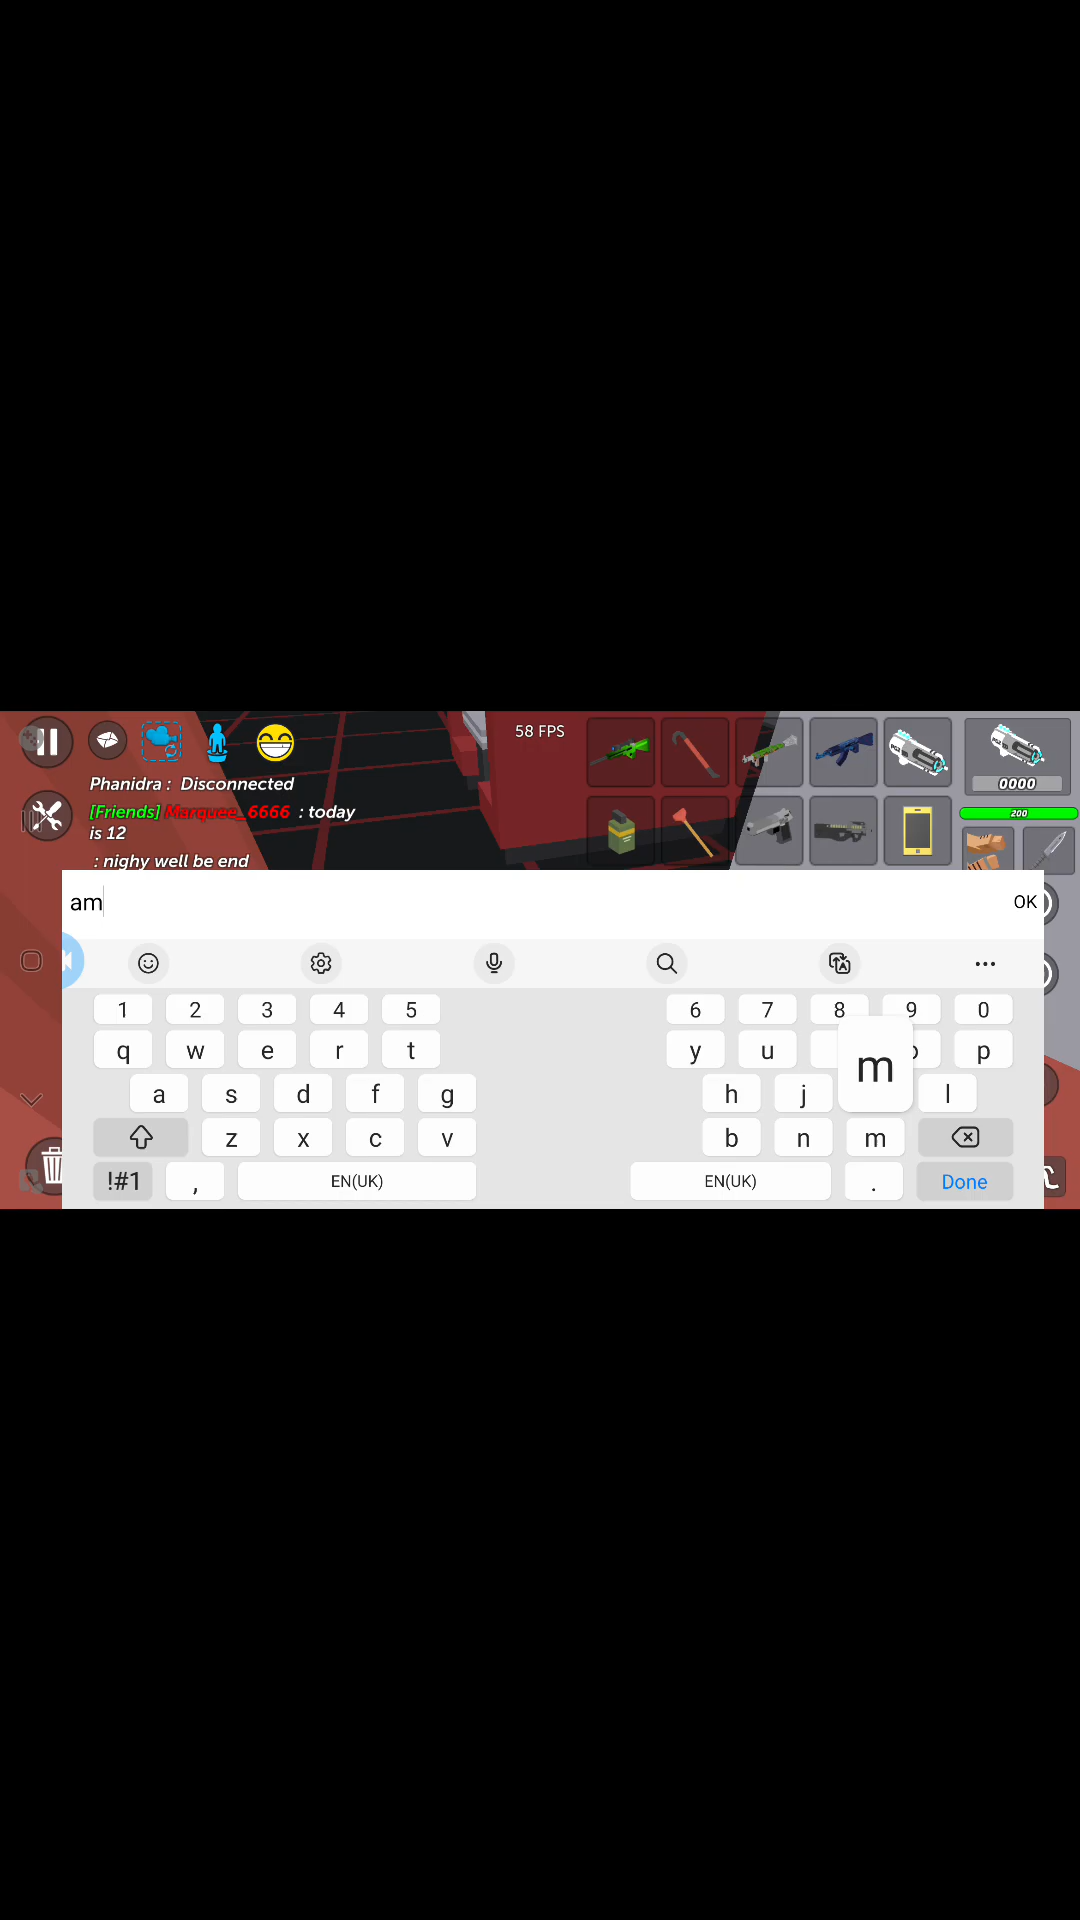 58 FPS
Phanidra : Disconnected
[Friends] Marquee_6666 : today
is 12
: nighy well be end
0000
200
am
OK
1 2 3 4 5 6 7 8 9 0
q w e r t y u p
a s d f g h j l
m
z x c v b n m
!#1 , EN(UK) EN(UK) . Done